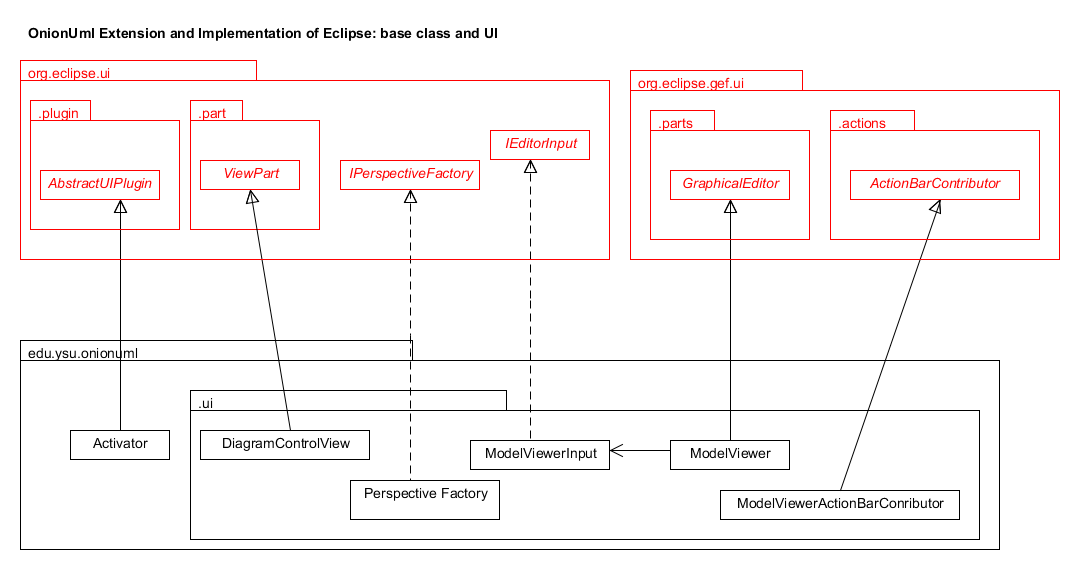 OnionUml Extension and Implementation of Eclipse: base class and UI
org.eclipse.ui
org.eclipse.gef.ui
.plugin
.part
.parts
.actions
IEditorInput
AbstractUIPlugin
ViewPart
IPerspectiveFactory
GraphicalEditor
ActionBarContributor
edu.ysu.onionuml
.ui
Activator
DiagramControlView
ModelViewerInput
ModelViewer
Perspective Factory
ModelViewerActionBarConributor